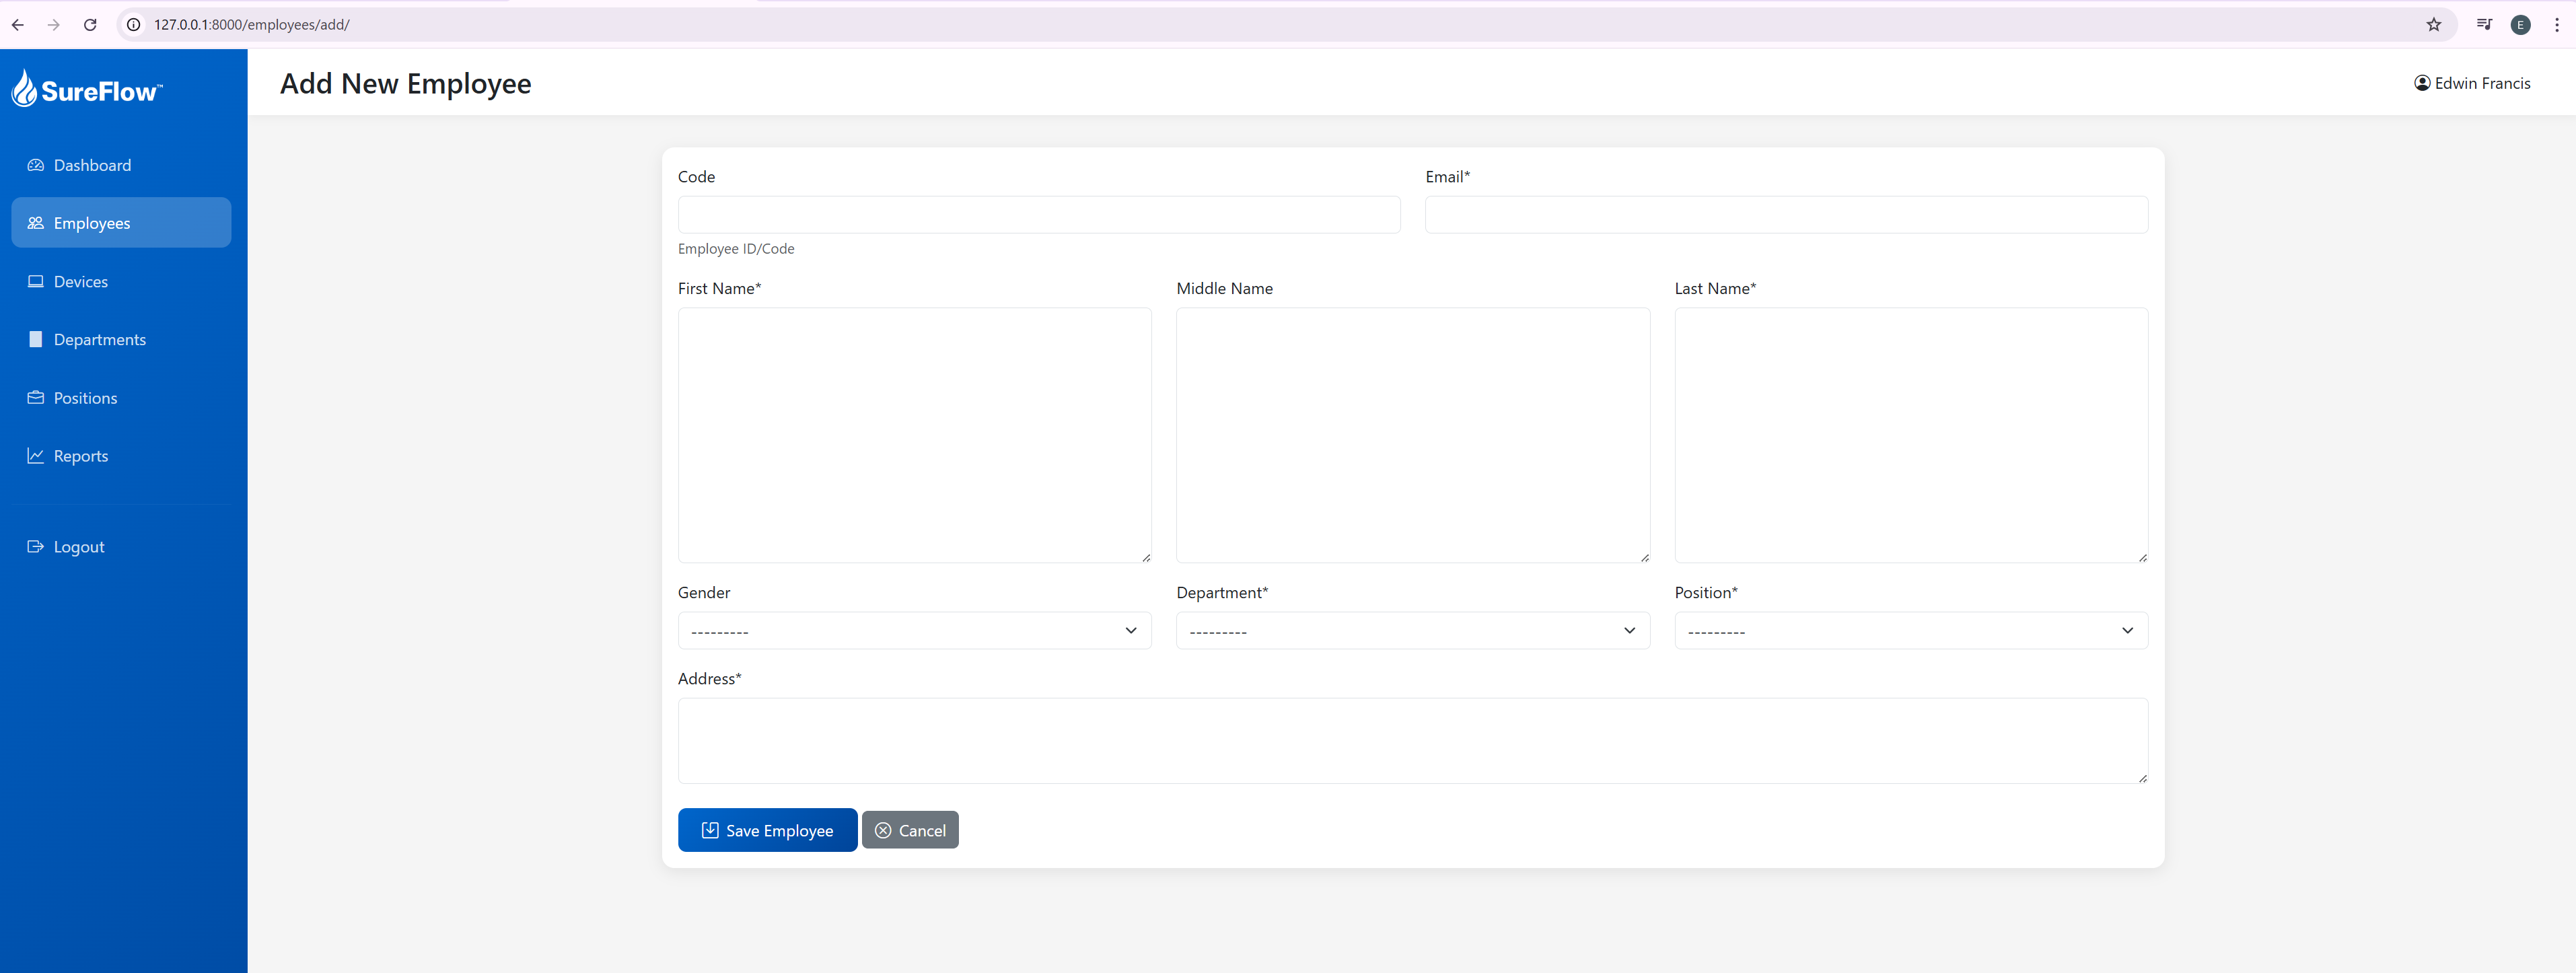 127.0.0.1:8000/employees/add/
E
SureFlow™
Add New Employee
Edwin Francis
Dashboard
Employees
Devices
Departments
Positions
Reports
Logout
Code
Email*
Employee ID/Code
First Name*
Middle Name
Last Name*
Gender
Department*
Position*
---------
---------
---------
Address*
Save Employee
Cancel